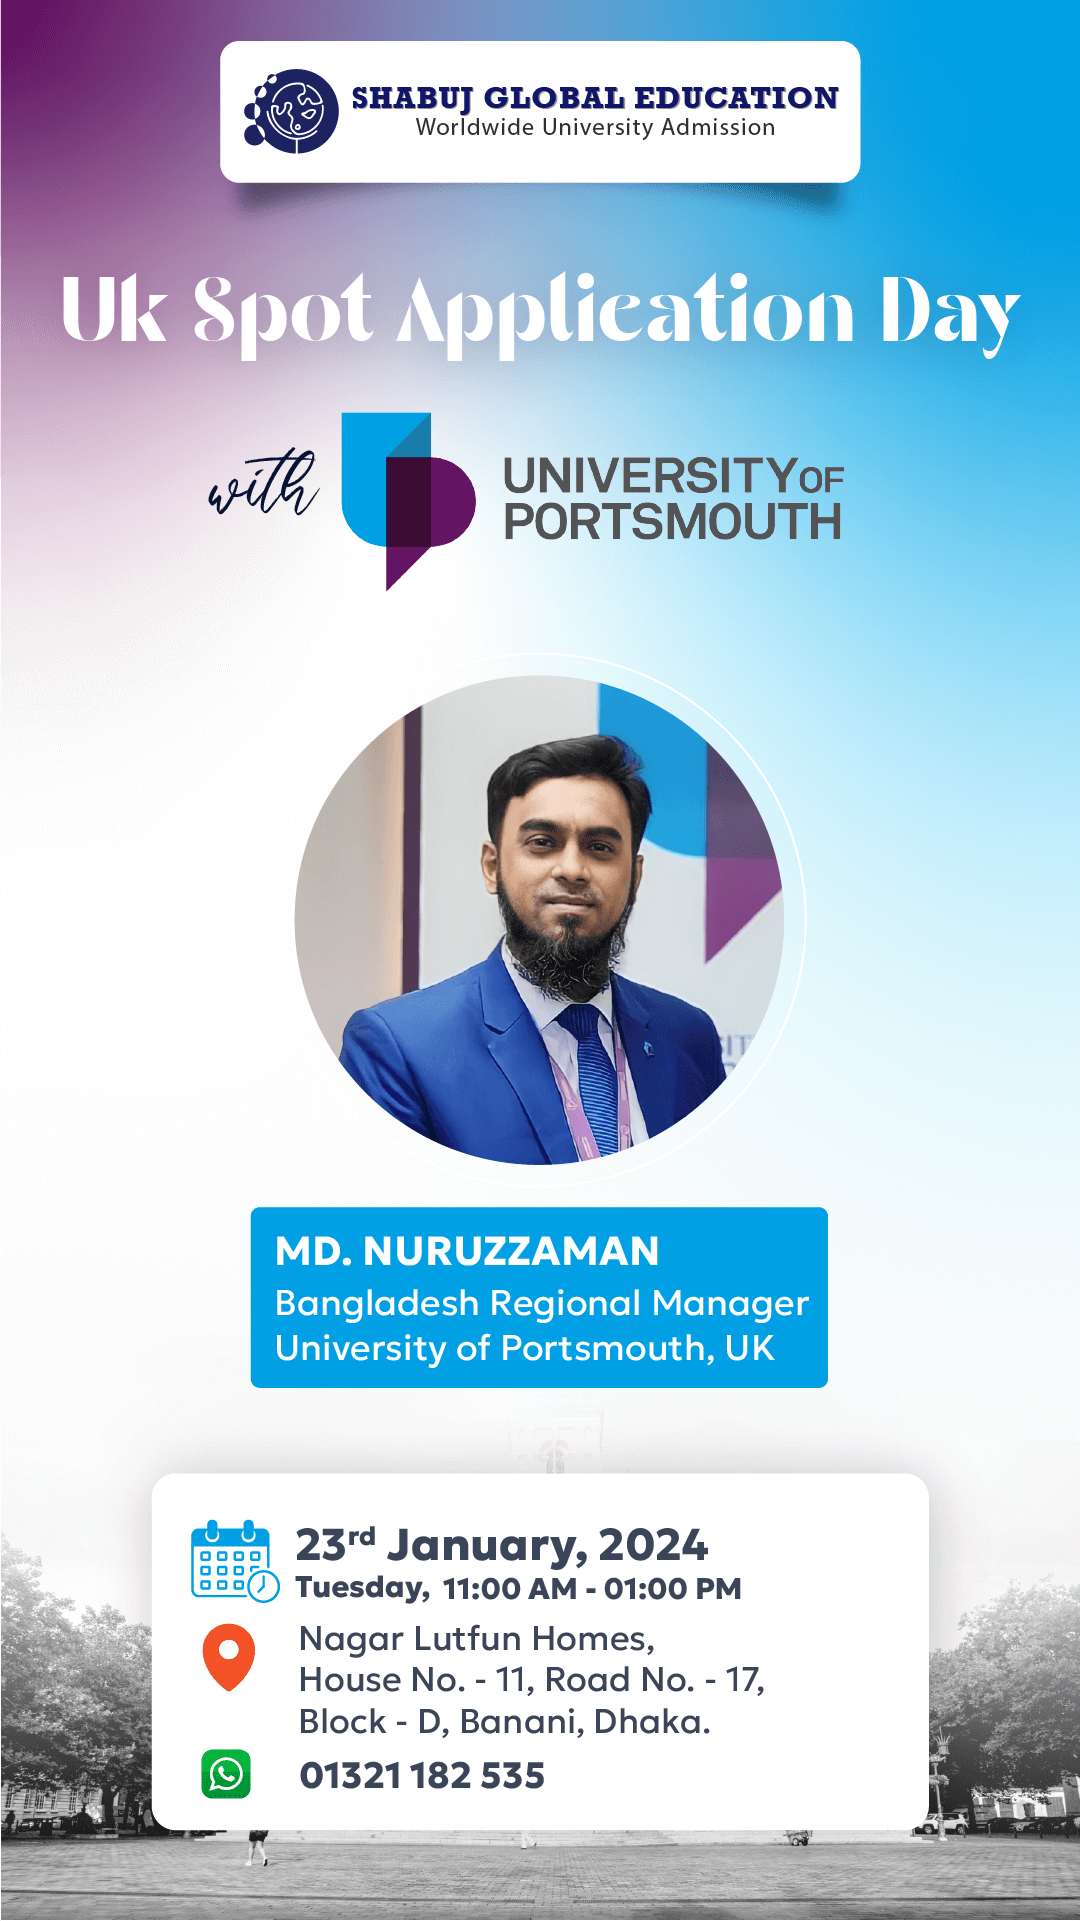 SHABUJ GLOBAL EDUCATION
Worldwide University Admission
Uk Spot Application Day
with
UNIVERSITY OF
PORTSMOUTH
MD. NURUZZAMAN
Bangladesh Regional Manager
University of Portsmouth, UK
23rd January, 2024
Tuesday, 11:00 AM - 01:00 PM
Nagar Lutfun Homes,
House No. - 11, Road No. - 17,
Block - D, Banani, Dhaka.
01321 182 535